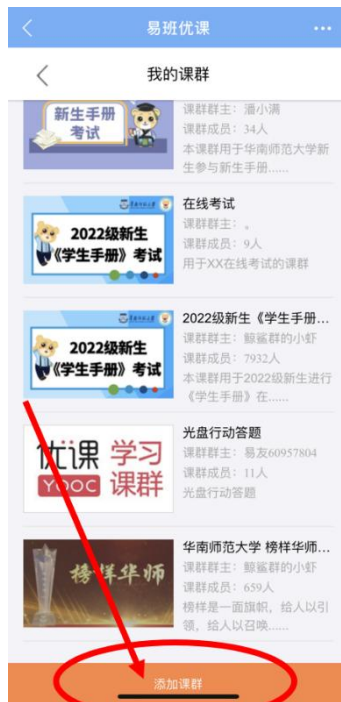 易班优课
我的课群
新生手册
考试
课群群主：潘小满
课群成员：34人
本课群用于华南师范大学新
生参与新生手册......
2022级新生
《学生手册》考试
在线考试
课群群主：。
课群成员：9人
用于XX在线考试的课群
2022级新生
《学生手册》考试
2022级新生《学生手册...
课群群主：鲸鲨群的小虾
课群成员：7932人
本课群用于2022级新生进行
《学生手册》在......
优课 学习
YOOC 课群
光盘行动答题
课群群主：易友60957804
课群成员：11人
光盘行动答题
榜样华师
华南师范大学 榜样华师...
课群群主：鲸鲨群的小虾
课群成员：659人
榜样是一面旗帜，给人以引
领，给人以召唤......
添加课群